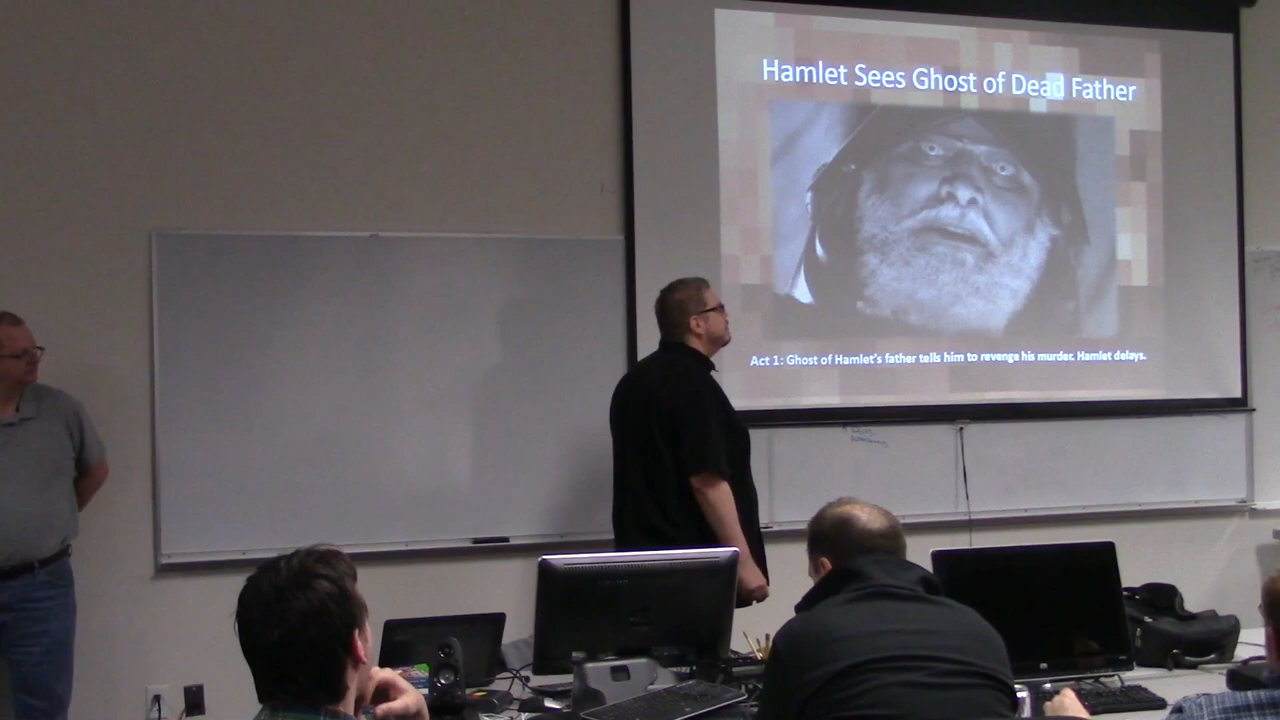 Hamlet Sees Ghost of Dead Father
Act 1: Ghost of Hamlet's father tells him to revenge his murder. Hamlet delays.